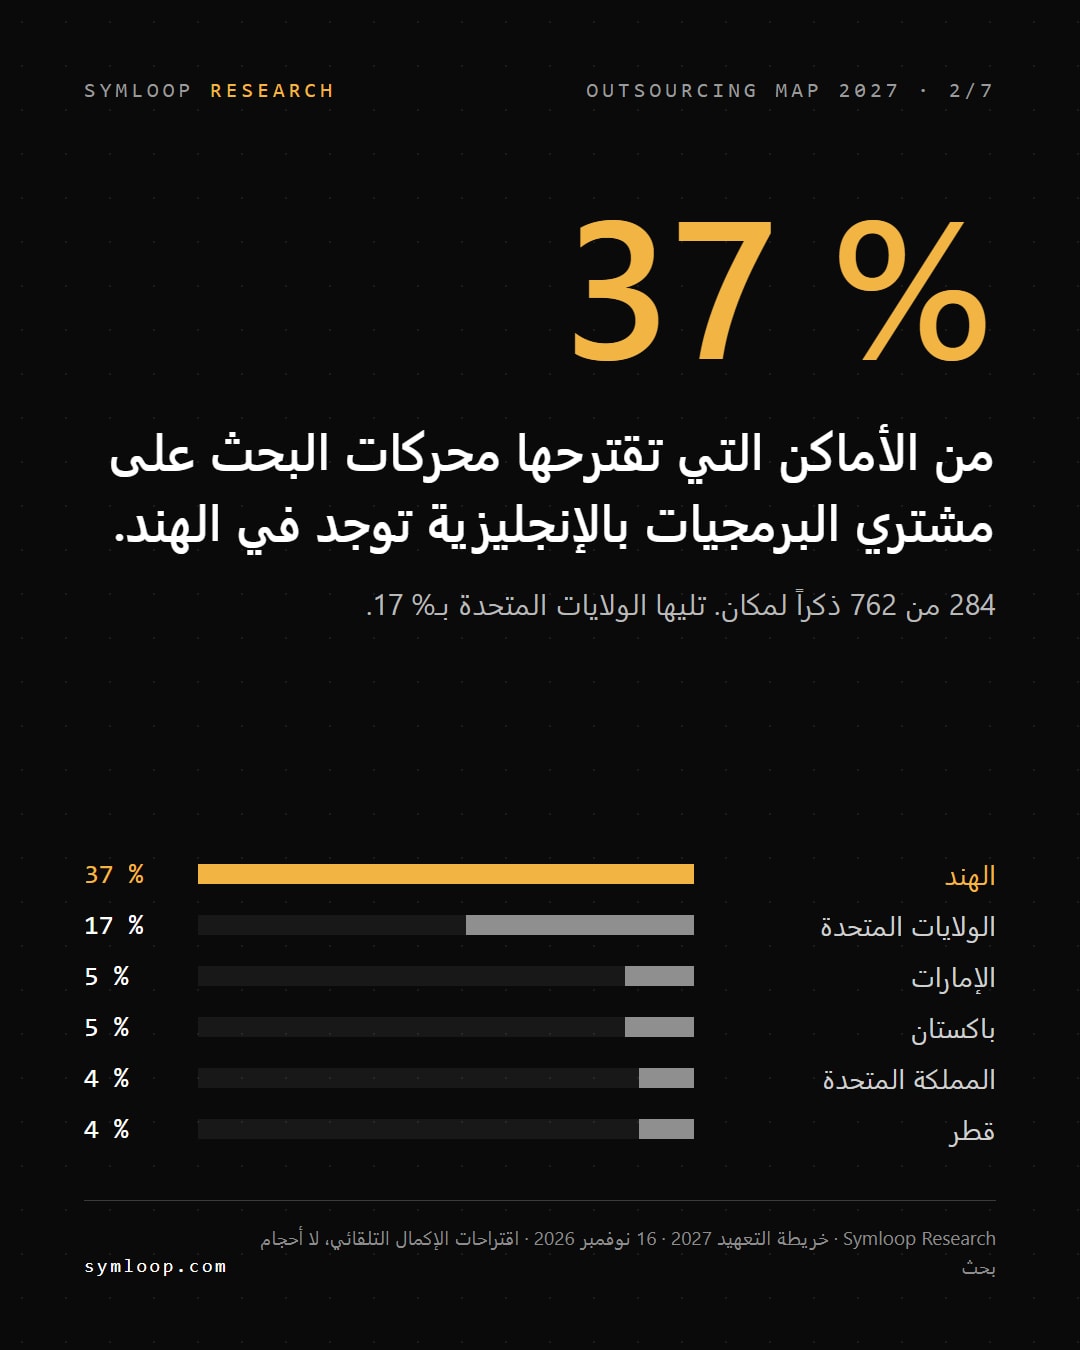 SYMLOOP RESEARCH
OUTSOURCING MAP 2027 · 2/7
37 %
من الأماكن التي تقترحها محركات البحث على
مشتري البرمجيات بالإنجليزية توجد في الهند.
284 من 762 ذكراً لمكان. تليها الولايات المتحدة بـ% 17.
الهند 37 %
الولايات المتحدة 17 %
الإمارات 5 %
باكستان 5 %
المملكة المتحدة 4 %
قطر 4 %
Symloop Research · خريطة التعهيد 2027 · 16 نوفمبر 2026 · اقتراحات الإكمال التلقائي، لا أحجام
بحث
symloop.com